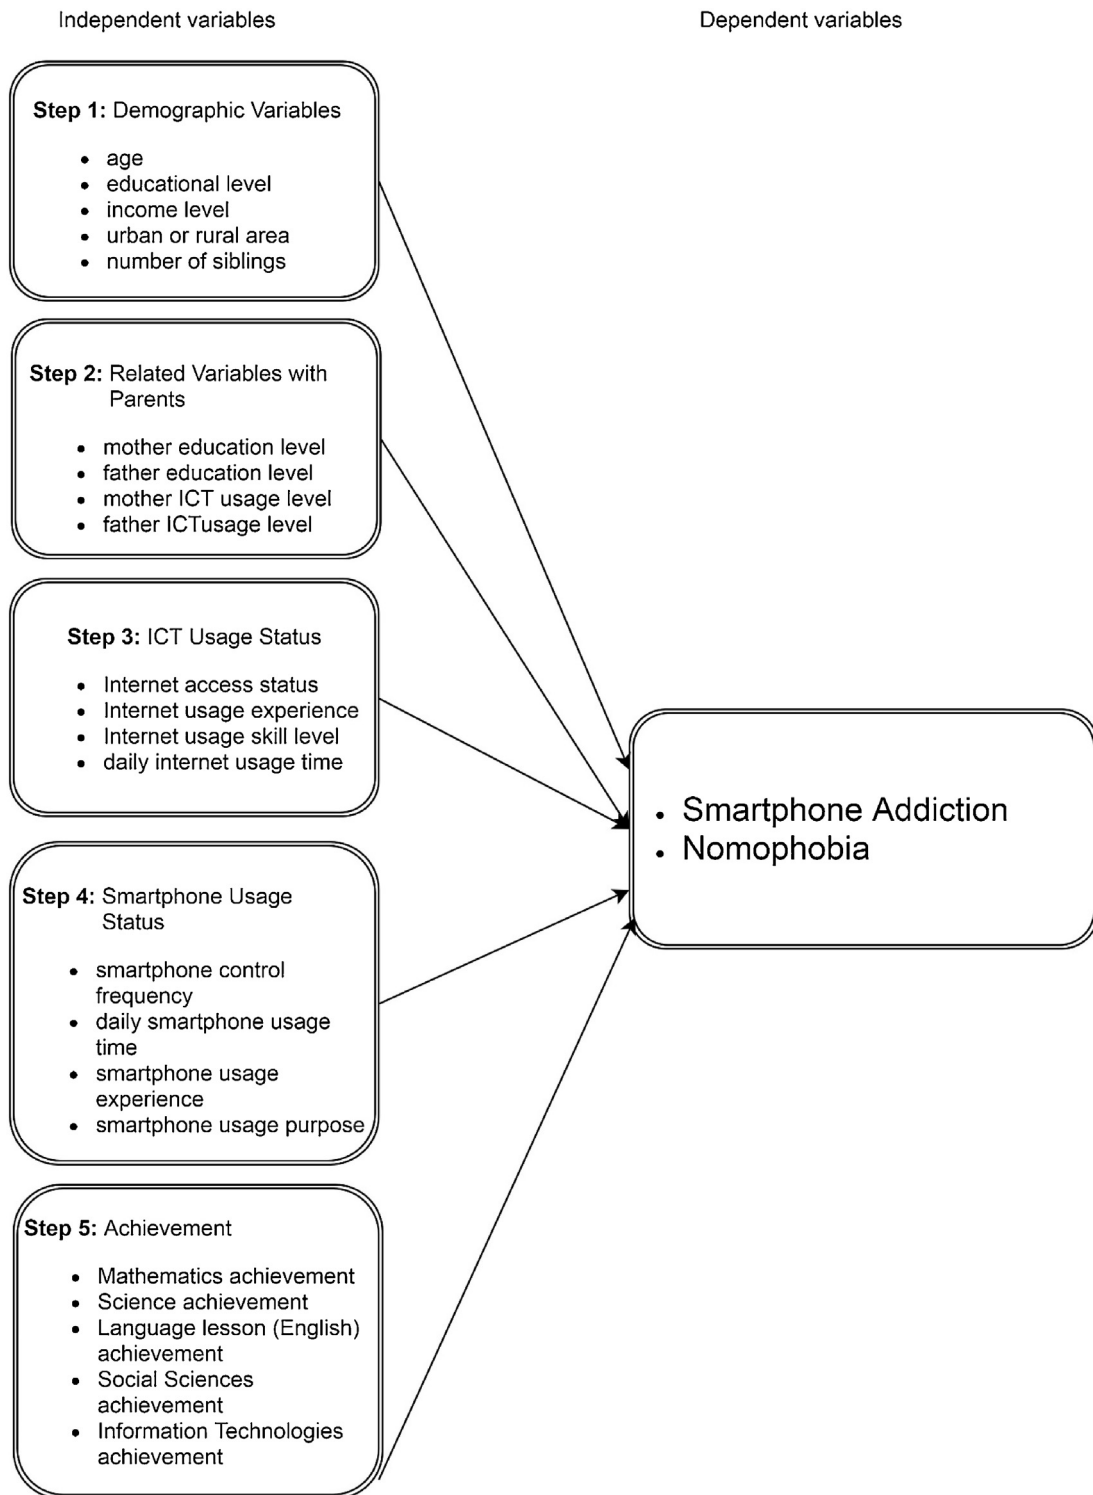 Independent variables
Dependent variables
Step 1: Demographic Variables
• age
• educational level
• income level
• urban or rural area
• number of siblings
Step 2: Related Variables with
Parents
• mother education level
• father education level
• mother ICT usage level
• father ICTusage level
Step 3: ICT Usage Status
• Internet access status
• Internet usage experience
• Internet usage skill level
• daily internet usage time
Step 4: Smartphone Usage
Status
• smartphone control
frequency
• daily smartphone usage
time
• smartphone usage
experience
• smartphone usage purpose
Step 5: Achievement
• Mathematics achievement
• Science achievement
• Language lesson (English)
achievement
• Social Sciences
achievement
• Information Technologies
achievement
• Smartphone Addiction
• Nomophobia